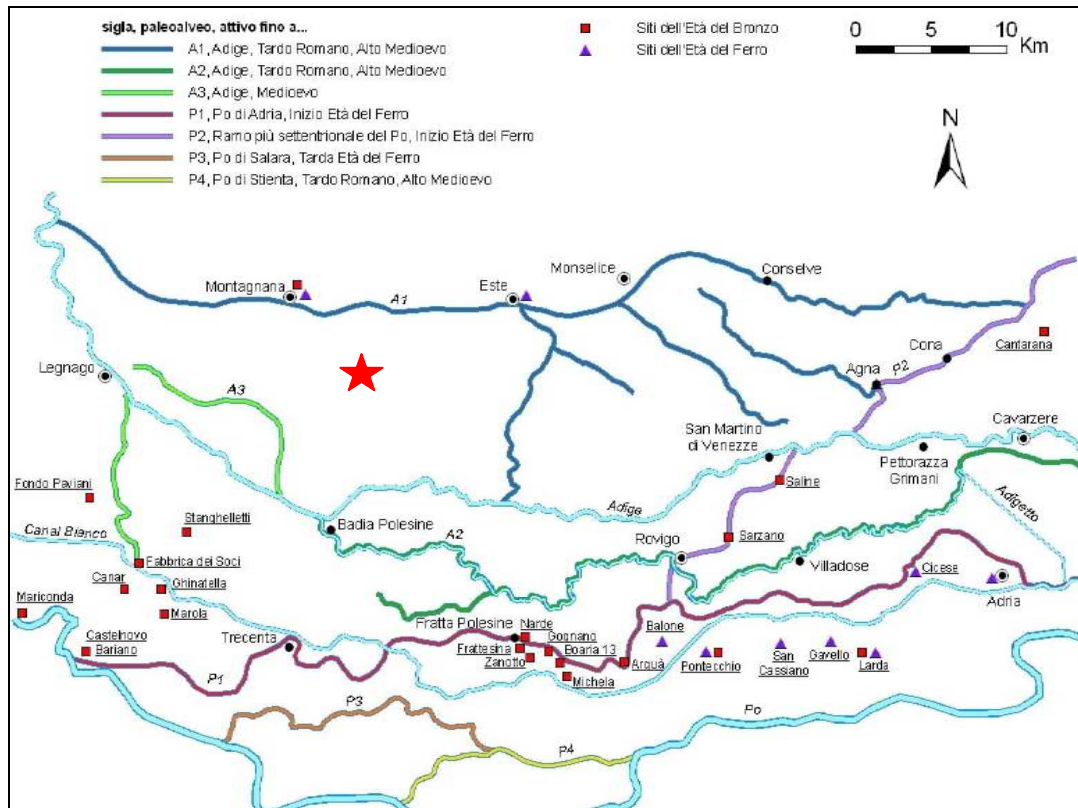 sigla, paleoalveo, attivo fino a...
A1, Adige, Tardo Romano, Alto Medioevo
A2, Adige, Tardo Romano, Alto Medioevo
A3, Adige, Medioevo
P1, Po di Adria, Inizio Età del Ferro
P2, Ramo più settentrionale del Po, Inizio Età del Ferro
P3, Po di Salara, Tarda Età del Ferro
P4, Po di Stienta, Tardo Romano, Alto Medioevo
Siti dell'Età del Bronzo
Siti dell'Età del Ferro
0 5 10
Km
N
Monselice
Conselve
Montagnana
A1
Este
Cantarana
Cona
P2
Agna
Legnago
A3
San Martino
di Venezze
Cavarzere
Pettorazza
Grimani
Fondo Paviani
Saline
Stanghelletti
Adige
Adigetto
Canal Bianco
Badia Polesine
A2
Rovigo
Sarzano
Villadose
Fabbrica dei Soci
Cicese
Canar
Ghinatella
Adria
Mariconda
Marola
Castelnovo
Bariano
Trecenta
Fratta Polesine
Narde
Frattesina
Zanotto
Gognano
Boaria 13
Michela
Arquà
Balone
Pontecchio
San
Cassiano
Gavello
Larda
P1
P3
Po
P4